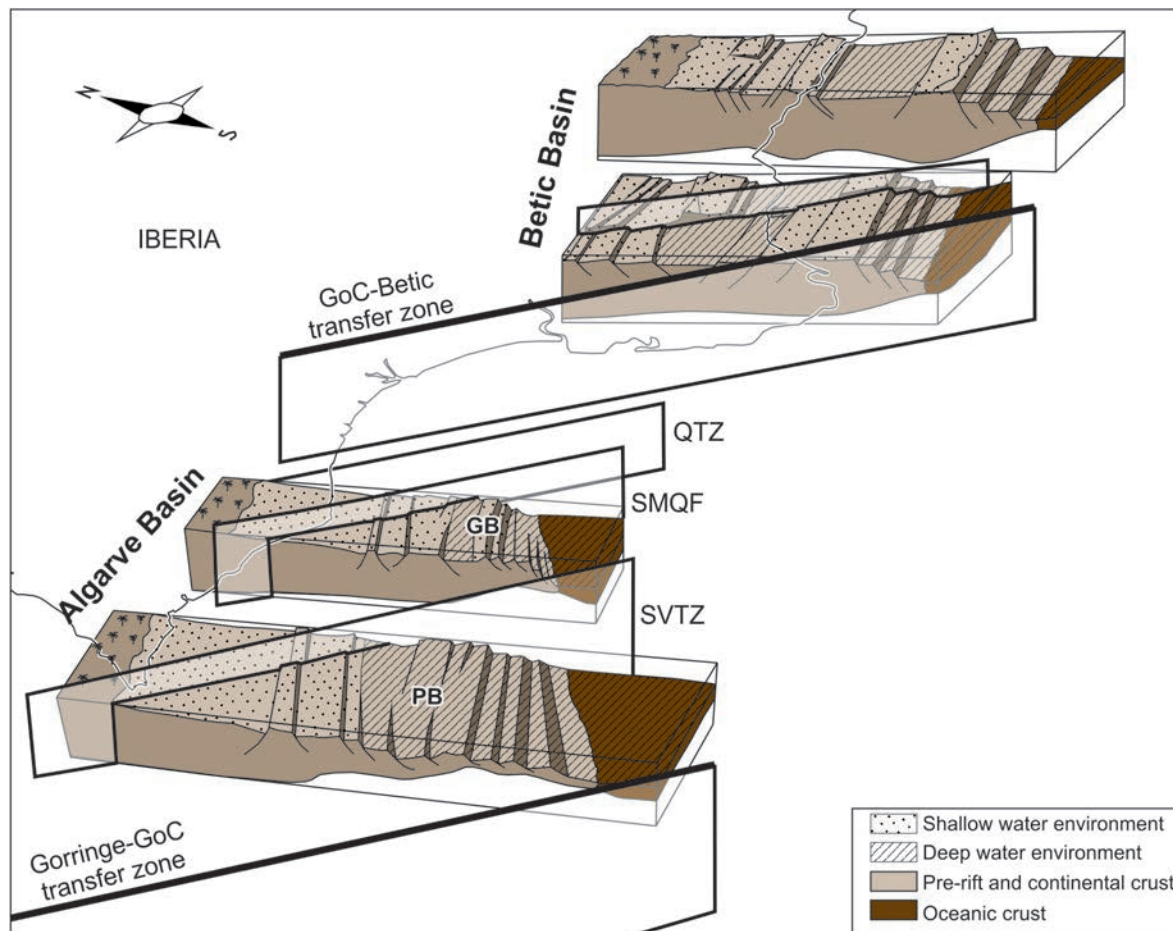 N
S
IBERIA
Betic Basin
GoC-Betic
transfer zone
QTZ
SMQF
GB
Algarve Basin
SVTZ
PB
Gorringe-GoC
transfer zone
Shallow water environment
Deep water environment
Pre-rift and continental crust
Oceanic crust